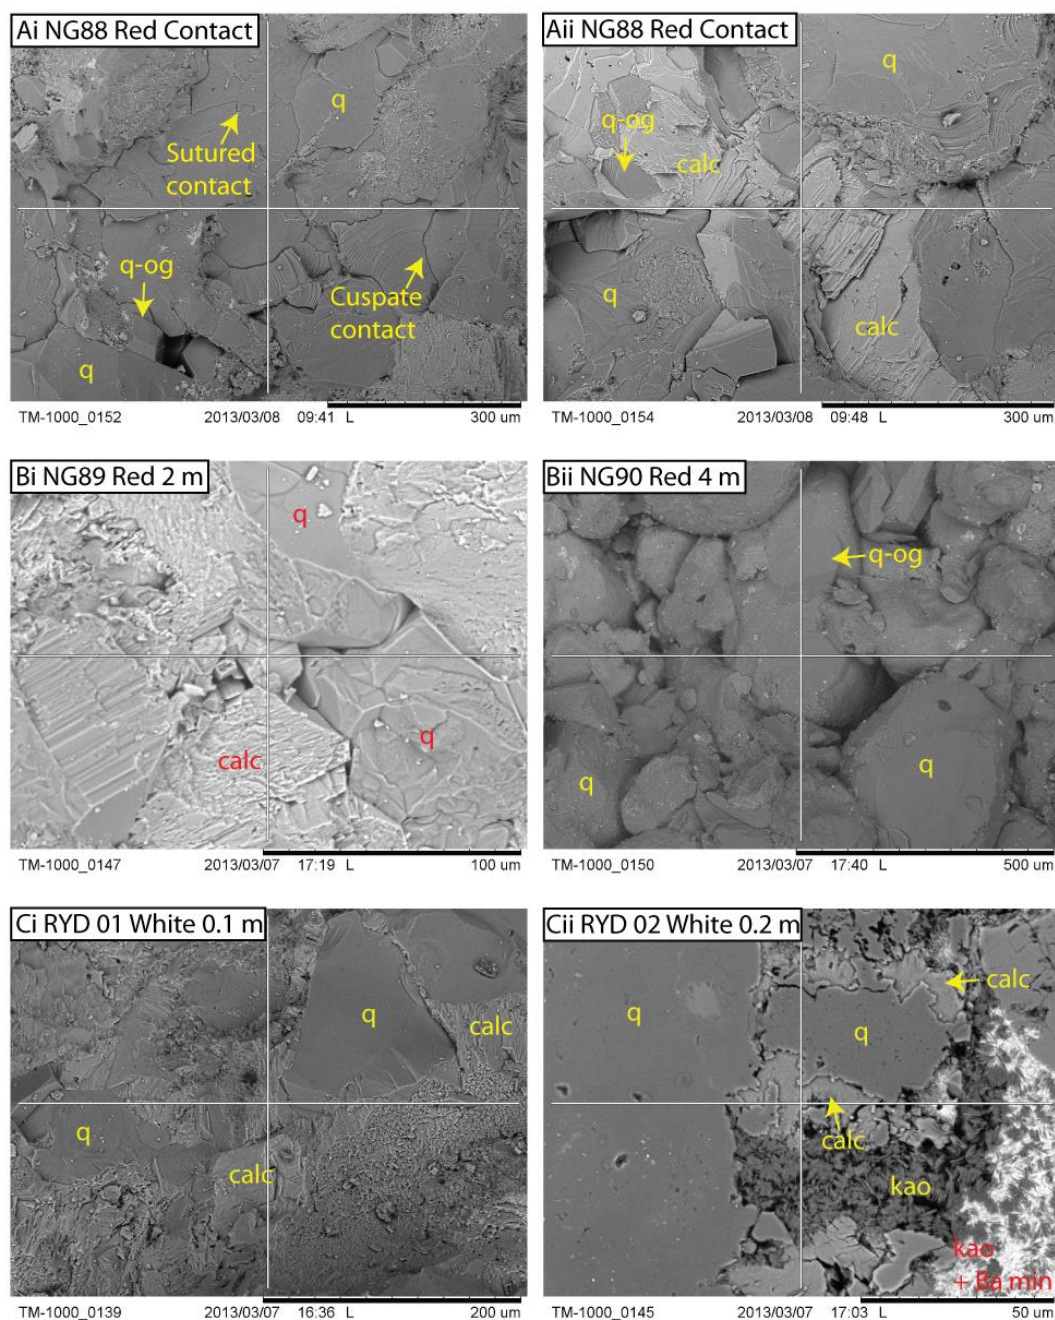 Ai NG88 Red Contact
q
Sutured
contact
q-og
Cuspate
contact
q
TM-1000_0152 2013/03/08 09:41 L 300 um
Aii NG88 Red Contact
q
q-og
calc
q
calc
TM-1000_0154 2013/03/08 09:48 L 300 um
Bi NG89 Red 2 m
q
q
calc
TM-1000_0147 2013/03/07 17:19 L 100 um
Bii NG90 Red 4 m
q-og
q
q
TM-1000_0150 2013/03/07 17:40 L 500 um
Ci RYD 01 White 0.1 m
q
calc
q
calc
TM-1000_0139 2013/03/07 16:36 L 200 um
Cii RYD 02 White 0.2 m
calc
q
q
calc
kao
kao
+ Ba min
TM-1000_0145 2013/03/07 17:03 L 50 um